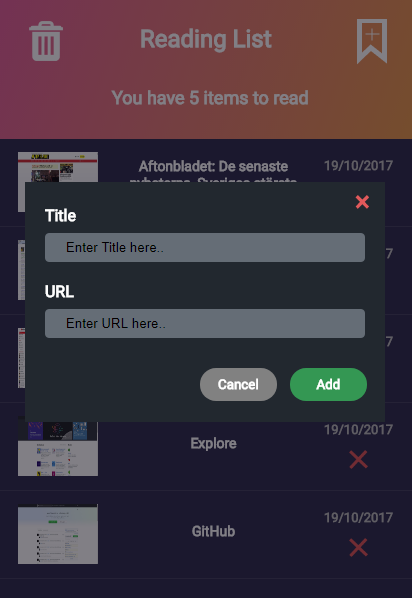 Reading List
You have 5 items to read
Aftonbladet: De senaste
19/10/2017
nyheterna, Sveriges största
Title
Enter Title here..
URL
Enter URL here..
Cancel
Add
19/10/2017
Explore
19/10/2017
GitHub